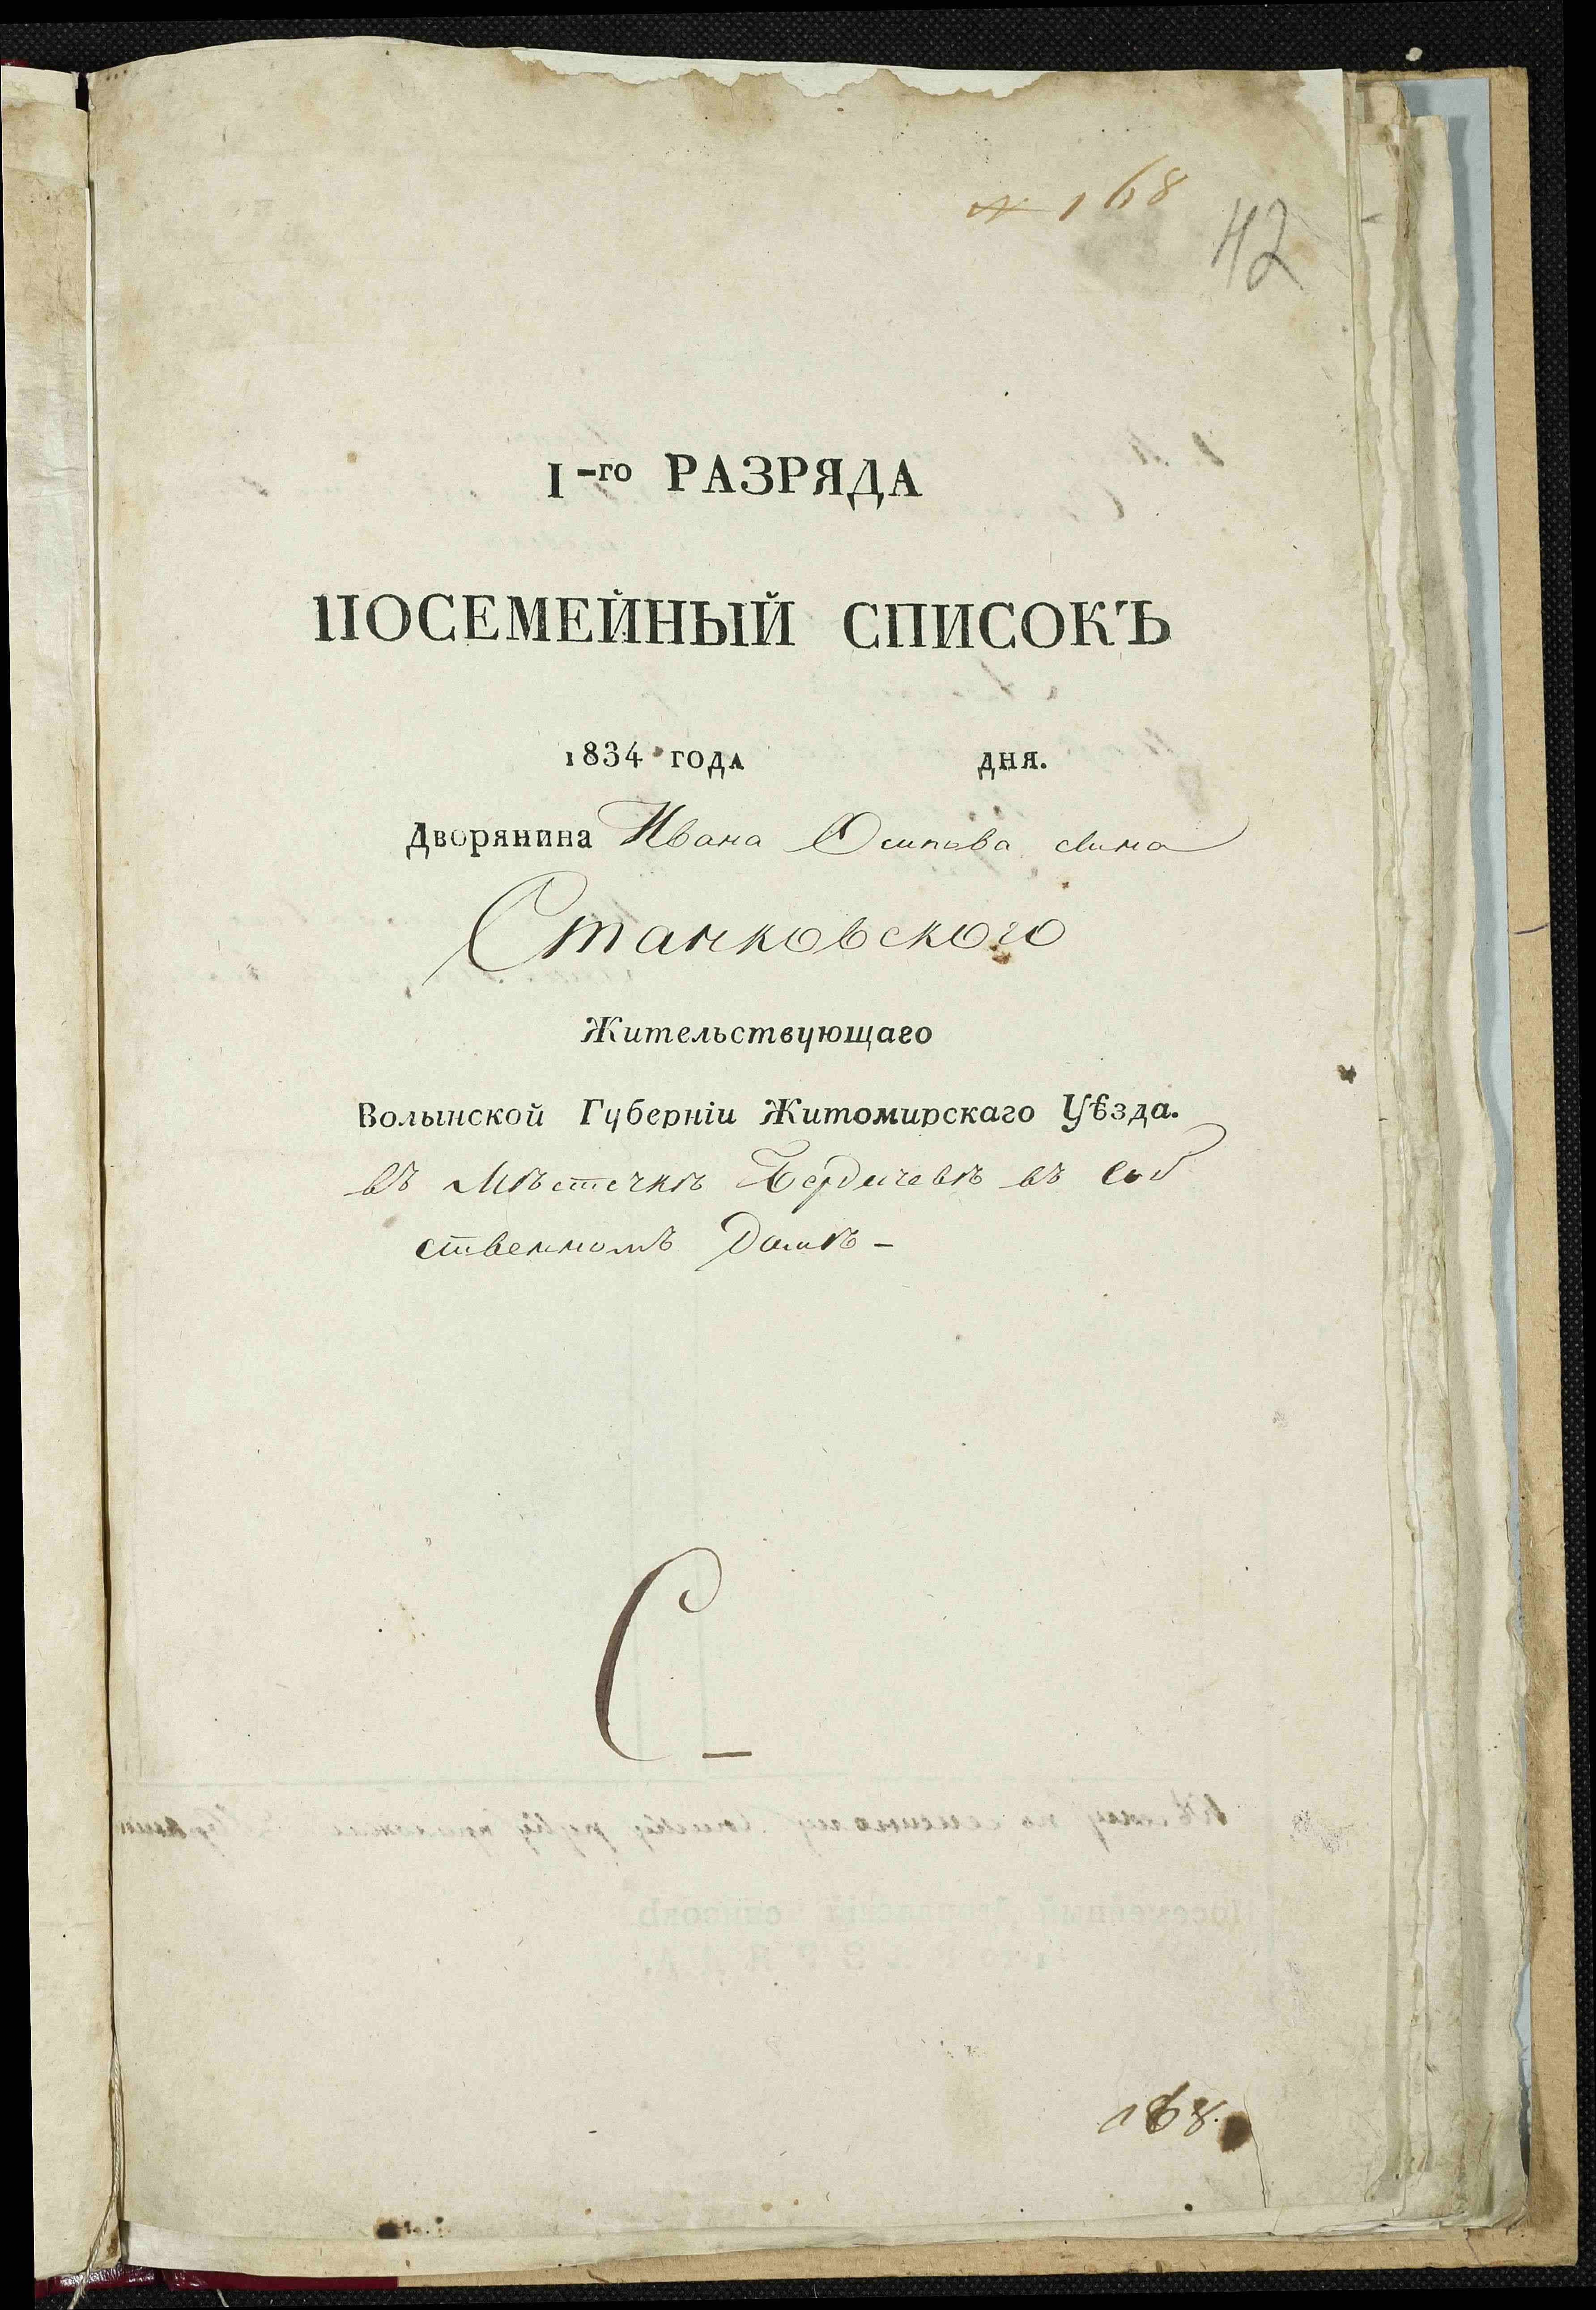 № 168
42
I-го РАЗРЯДА
ПОСЕМЕЙНЫЙ СПИСОКЪ
1834 года дня.
Дворянина Ивана Осипова сына
Станковского
Жительствующаго
Волынской Губерніи Житомирскаго Уѣзда.
въ Мѣстечкѣ Бердичевѣ въ соб
ственномъ Домѣ –
С –
168.